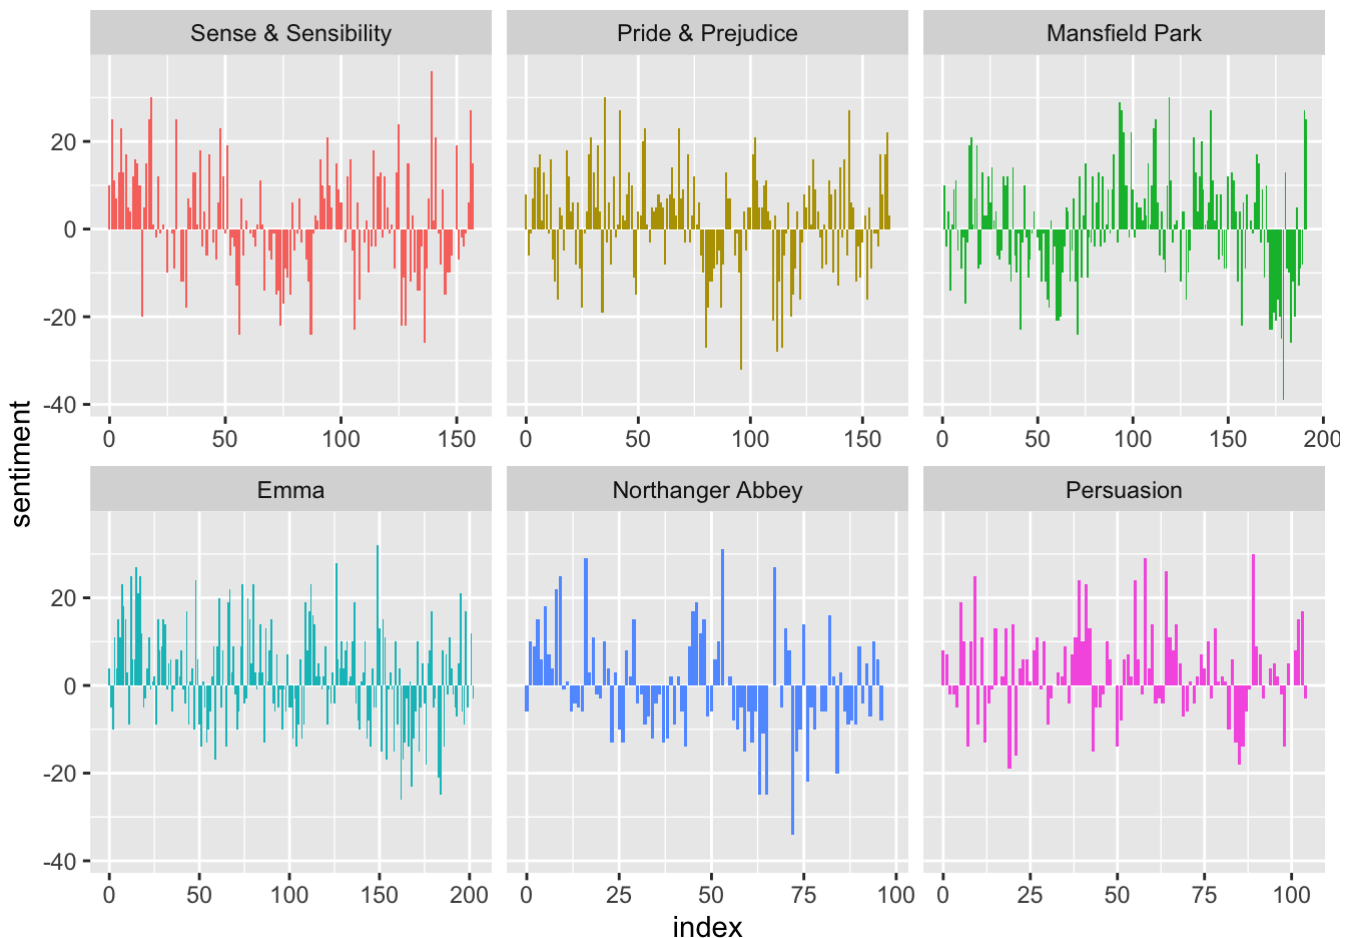 Sense & Sensibility Pride & Prejudice Mansfield Park
20
0
-20
-40
0 50 100 150 0 50 100 150 0 50 100 150 200
sentiment
Emma Northanger Abbey Persuasion
20
0
-20
-40
0 50 100 150 200 0 25 50 75 100 0 25 50 75 100
index